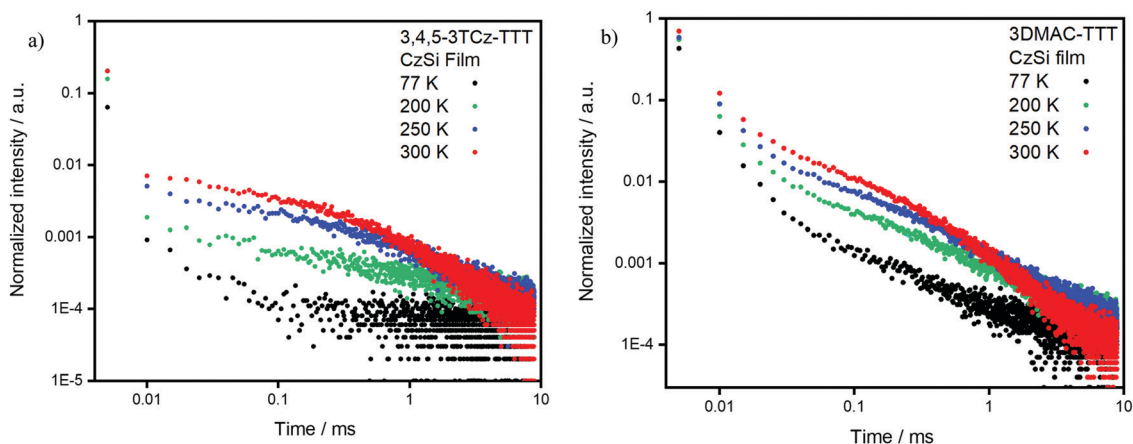 a)
3,4,5-3TCz-TTT
CzSi Film
77 K
200 K
250 K
300 K
1
0.1
0.01
0.001
1E-4
1E-5
Normalized intensity / a.u.
0.01
0.1
1
10
Time / ms
b)
3DMAC-TTT
CzSi film
77 K
200 K
250 K
300 K
1
0.1
0.01
0.001
1E-4
Normalized intensity / a.u.
0.01
0.1
1
10
Time / ms